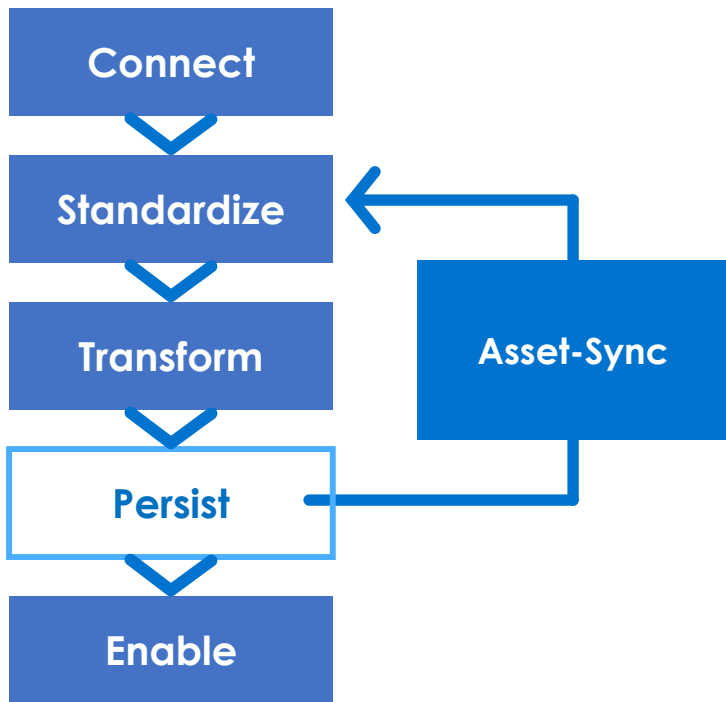 Connect
Standardize
Transform
Asset-Sync
Persist
Enable